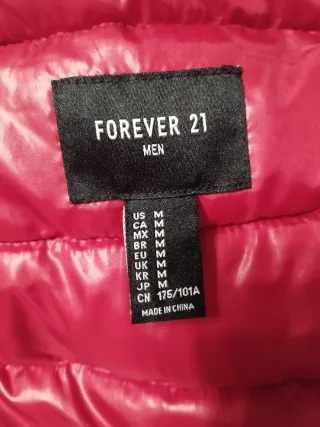 FOREVER 21
MEN
US M
CA M
MX M
BR M
EU M
UK M
KR M
JP M
CN 175/101A
MADE IN CHINA